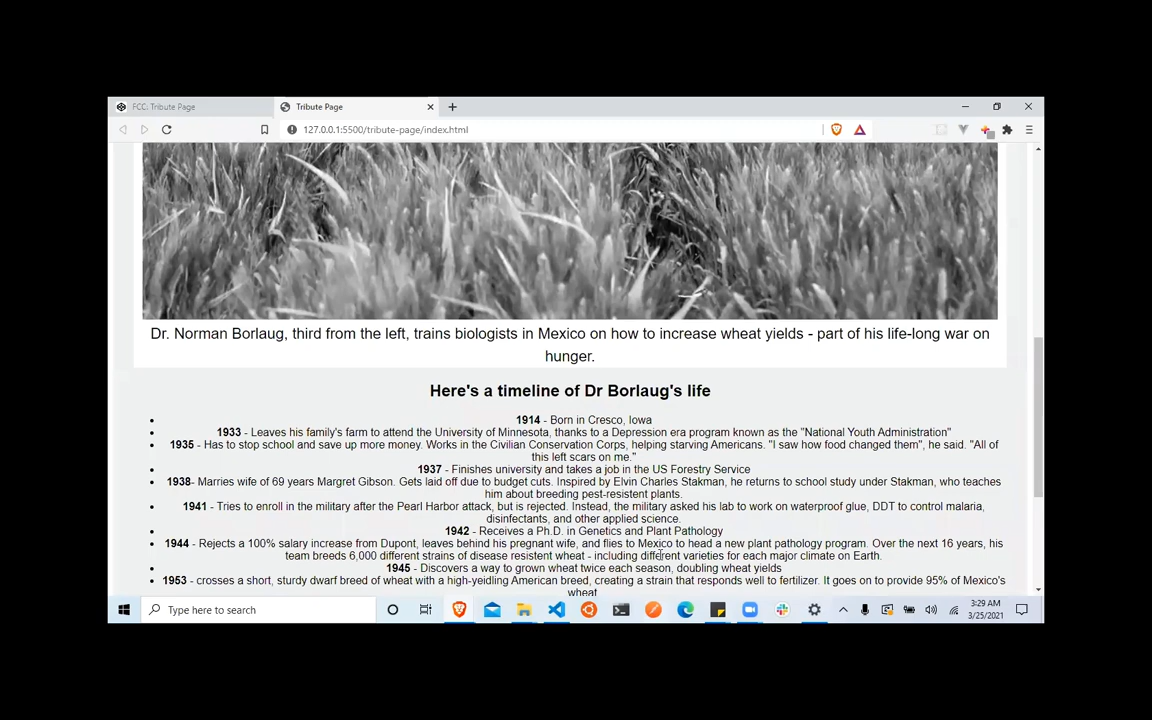 FCC: Tribute Page
Tribute Page
127.0.0.1:5500/tribute-page/index.html
Dr. Norman Borlaug, third from the left, trains biologists in Mexico on how to increase wheat yields - part of his life-long war on
hunger.
Here's a timeline of Dr Borlaug's life
1914 - Born in Cresco, Iowa
1933 - Leaves his family's farm to attend the University of Minnesota, thanks to a Depression era program known as the "National Youth Administration"
1935 - Has to stop school and save up more money. Works in the Civilian Conservation Corps, helping starving Americans. "I saw how food changed them", he said. "All of
this left scars on me."
1937 - Finishes university and takes a job in the US Forestry Service
1938- Marries wife of 69 years Margret Gibson. Gets laid off due to budget cuts. Inspired by Elvin Charles Stakman, he returns to school study under Stakman, who teaches
him about breeding pest-resistent plants.
1941 - Tries to enroll in the military after the Pearl Harbor attack, but is rejected. Instead, the military asked his lab to work on waterproof glue, DDT to control malaria,
disinfectants, and other applied science.
1942 - Receives a Ph.D. in Genetics and Plant Pathology
1944 - Rejects a 100% salary increase from Dupont, leaves behind his pregnant wife, and flies to Mexico to head a new plant pathology program. Over the next 16 years, his
team breeds 6,000 different strains of disease resistent wheat - including different varieties for each major climate on Earth.
1945 - Discovers a way to grown wheat twice each season, doubling wheat yields
1953 - crosses a short, sturdy dwarf breed of wheat with a high-yeidling American breed, creating a strain that responds well to fertilizer. It goes on to provide 95% of Mexico's
wheat
Type here to search
3:29 AM
3/25/2021